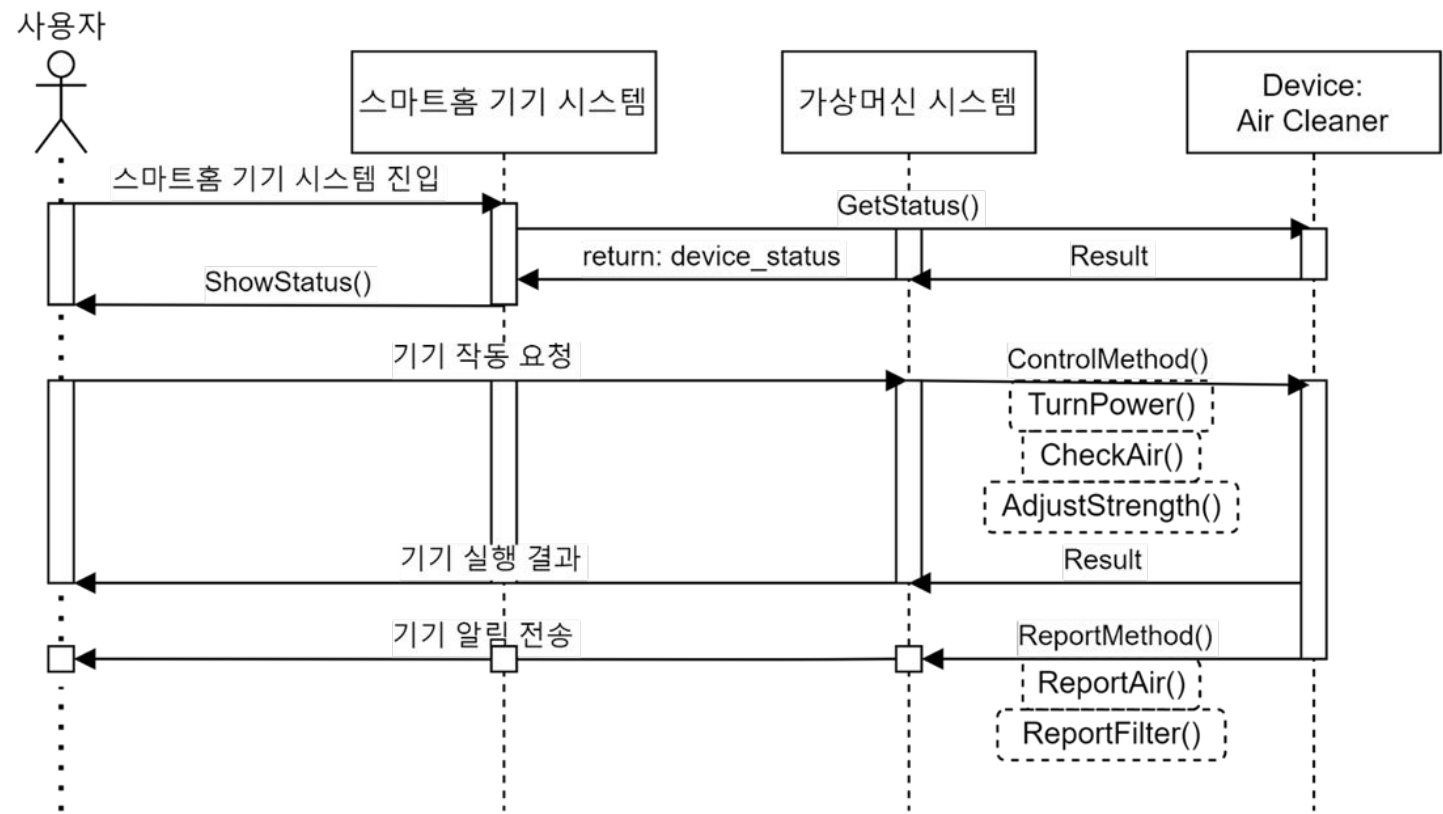 사용자
스마트홈 기기 시스템
가상머신 시스템
Device:
Air Cleaner
스마트홈 기기 시스템 진입
GetStatus()
return: device_status
Result
ShowStatus()
기기 작동 요청
ControlMethod()
TurnPower()
CheckAir()
AdjustStrength()
기기 실행 결과
Result
기기 알림 전송
ReportMethod()
ReportAir()
ReportFilter()